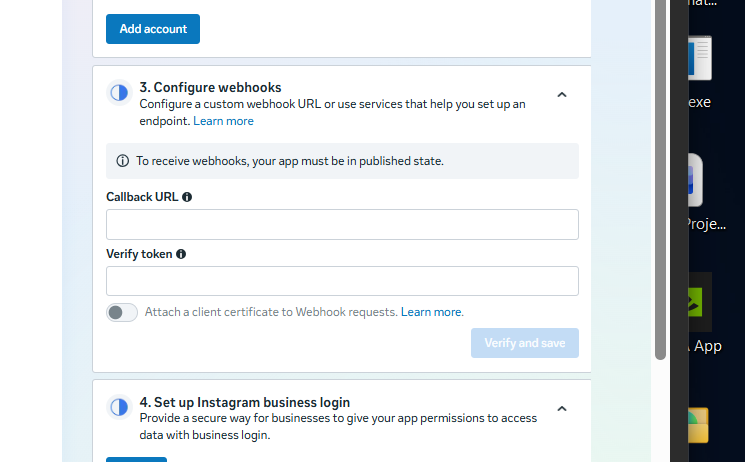 Add account
3. Configure webhooks
Configure a custom webhook URL or use services that help you set up an
endpoint. Learn more
To receive webhooks, your app must be in published state.
Callback URL
Verify token
Attach a client certificate to Webhook requests. Learn more.
Verify and save
4. Set up Instagram business login
Provide a secure way for businesses to give your app permissions to access
data with business login.
exe
Proje...
App